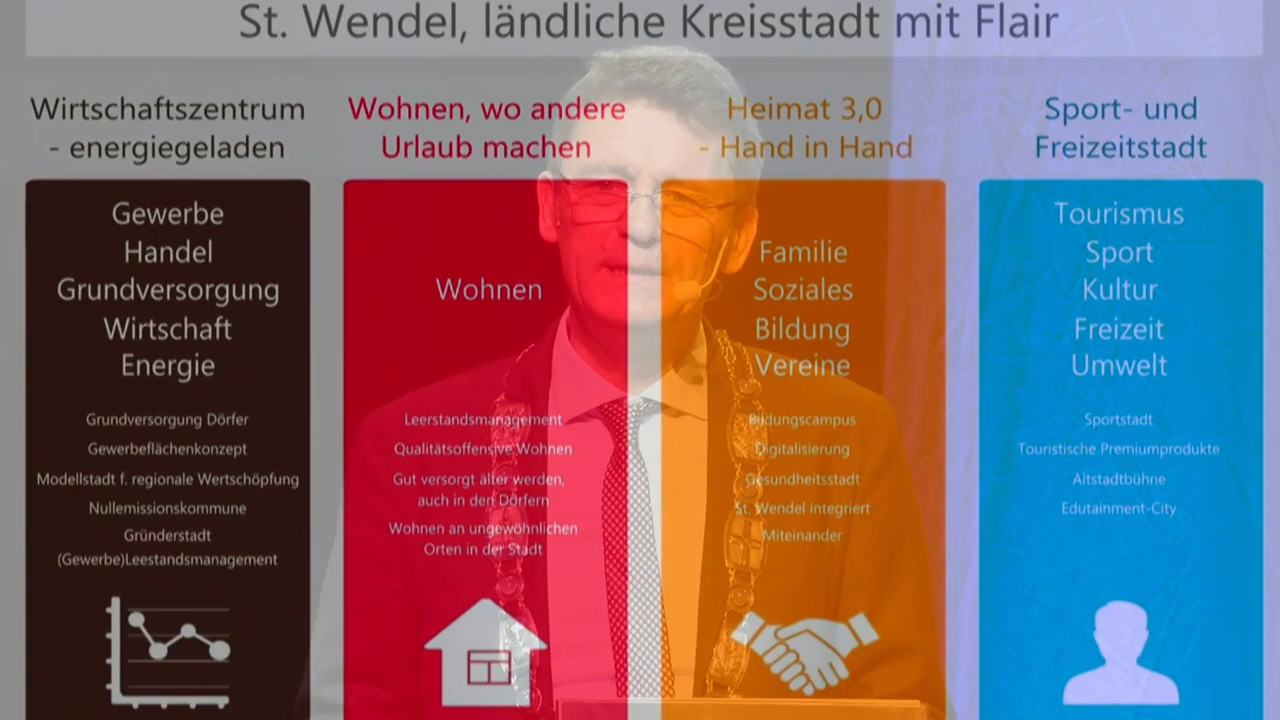 St. Wendel, ländliche Kreisstadt mit Flair
Wirtschaftszentrum
- energiegeladen
Gewerbe
Handel
Grundversorgung
Wirtschaft
Energie
Grundversorgung Dörfer
Gewerbeflächenkonzept
Modellstadt f. regionale Wertschöpfung
Nullemissionskommune
Gründerstadt
(Gewerbe)Leestandsmanagement
Wohnen, wo andere
Urlaub machen
Wohnen
Leerstandsmanagement
Qualitätsoffensive Wohnen
Gut versorgt älter werden,
auch in den Dörfern
Wohnen an ungewöhnlichen
Orten in der Stadt
Heimat 3,0
- Hand in Hand
Familie
Soziales
Bildung
Vereine
Bildungscampus
Digitalisierung
Gesundheitsstadt
St. Wendel integriert
Miteinander
Sport- und
Freizeitstadt
Tourismus
Sport
Kultur
Freizeit
Umwelt
Sportstadt
Touristische Premiumprodukte
Altstadtbühne
Edutainment-City